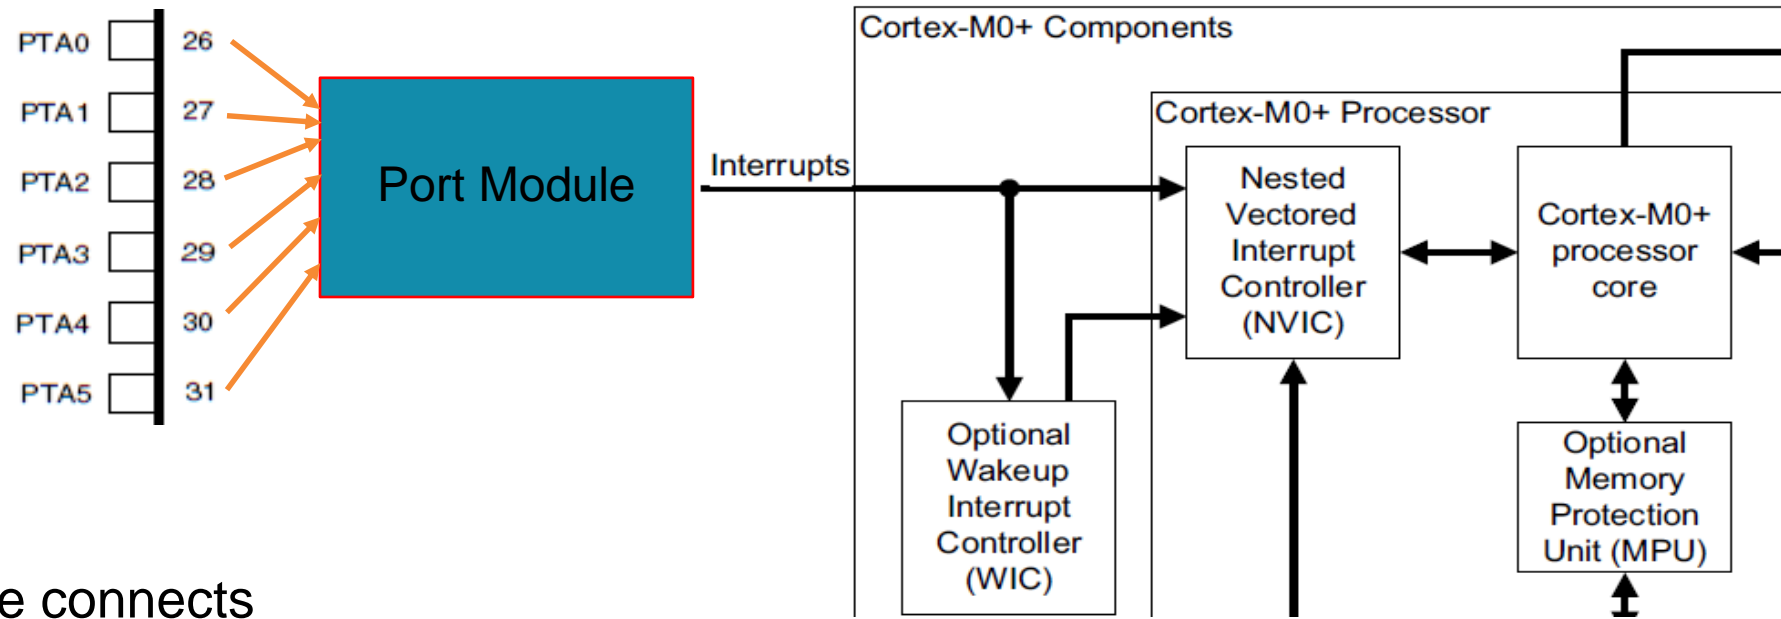 PTA0 26
PTA1 27
PTA2 28
PTA3 29
PTA4 30
PTA5 31
Port Module
Interrupts
Cortex-M0+ Components
Cortex-M0+ Processor
Nested
Vectored
Interrupt
Controller
(NVIC)
Cortex-M0+
processor
core
Optional
Wakeup
Interrupt
Controller
(WIC)
Optional
Memory
Protection
Unit (MPU)
e connects